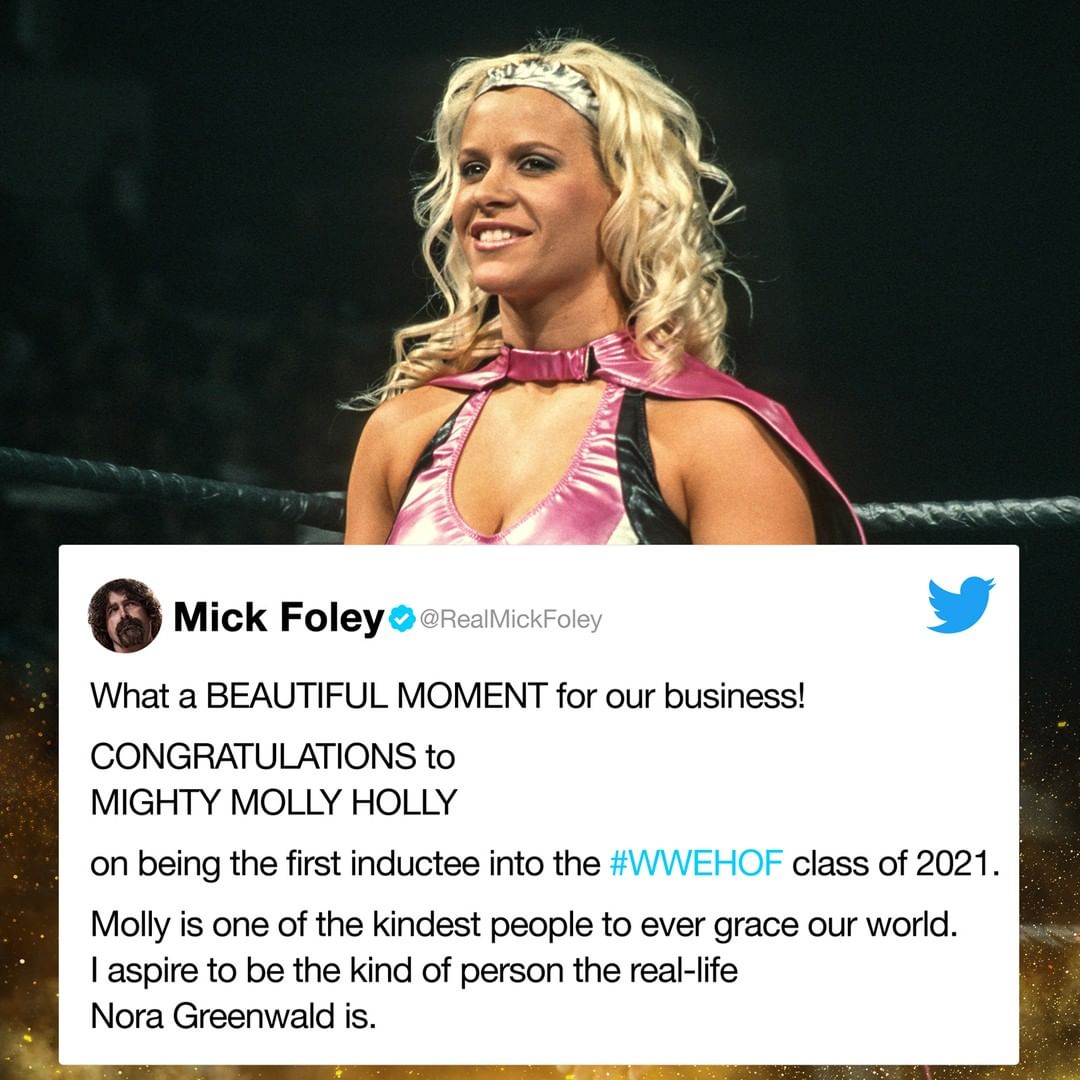 Mick Foley @RealMickFoley
What a BEAUTIFUL MOMENT for our business!
CONGRATULATIONS to
MIGHTY MOLLY HOLLY
on being the first inductee into the #WWEHOF class of 2021.
Molly is one of the kindest people to ever grace our world.
I aspire to be the kind of person the real-life
Nora Greenwald is.